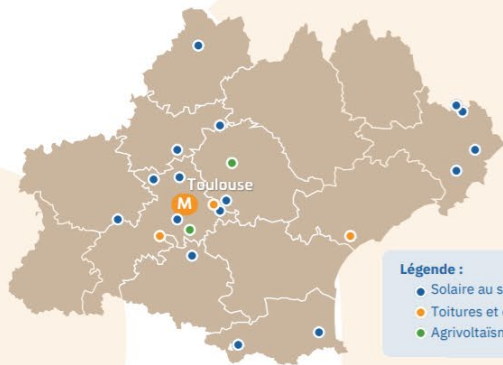 Toulouse
M
Légende :
Solaire au s
Toitures et
Agrivoltaïsm